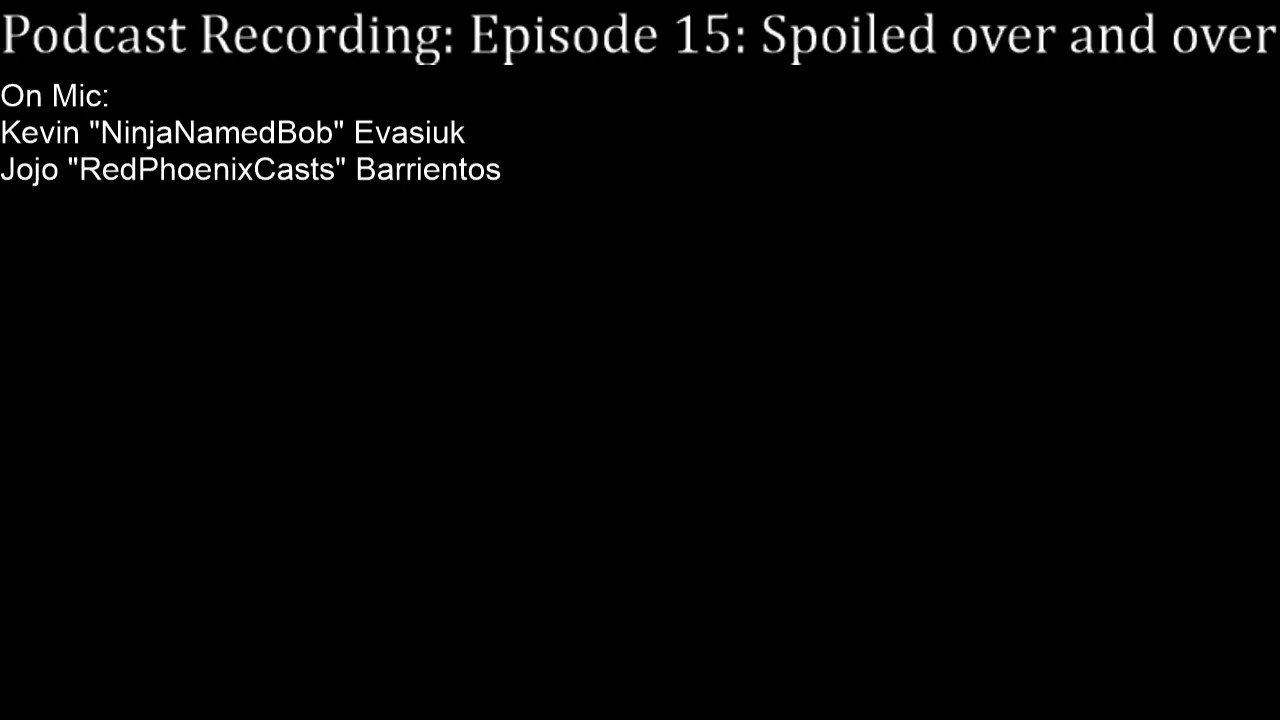 Podcast Recording: Episode 15: Spoiled over and over
On Mic:
Kevin "NinjaNamedBob" Evasiuk
Jojo "RedPhoenixCasts" Barrientos